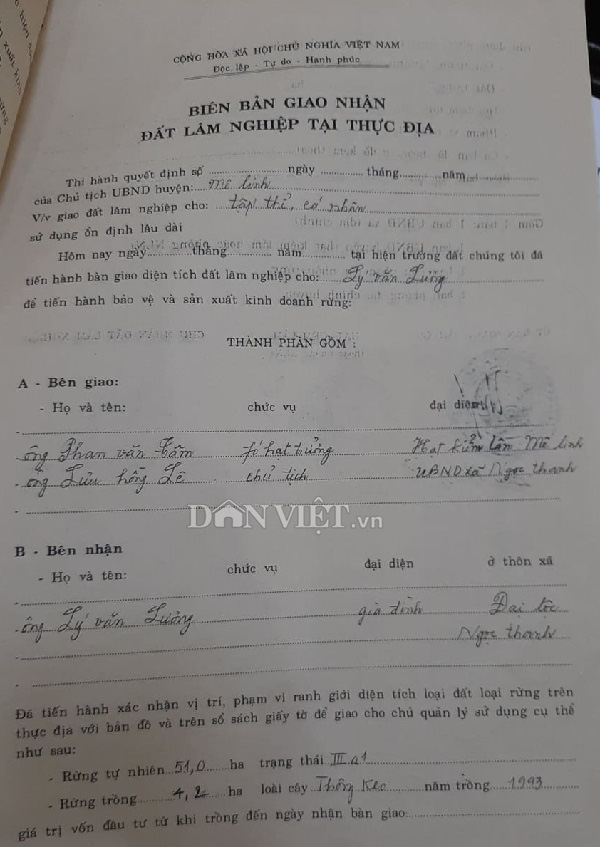 CỘNG HÒA XÃ HỘI CHỦ NGHĨA VIỆT NAM
Độc lập - Tự do - Hạnh phúc
BIÊN BẢN GIAO NHẬN
ĐẤT LÂM NGHIỆP TẠI THỰC ĐỊA
Thi hành quyết định số ........ ngày ........ tháng ........ năm ........
của Chủ tịch UBND huyện: Mê linh
V/v giao đất lâm nghiệp cho: tập thể, cá nhân
sử dụng ổn định lâu dài
Hôm nay ngày ........ tháng ........ năm ........ tại hiện trường đất chúng tôi đã
tiến hành bàn giao diện tích đất lâm nghiệp cho: Lý văn Lường
để tiến hành bảo vệ và sản xuất kinh doanh rừng:
THÀNH PHẦN GỒM :
A - Bên giao:
- Họ và tên: chức vụ đại diện
- ông Phan văn Tâm fó hạt trưởng Hạt kiểm lâm Mê linh
- ông Lưu hồng Lê chủ tịch UBND xã Ngọc thanh
DÂN VIỆT.vn
B - Bên nhận
- Họ và tên: chức vụ đại diện ở thôn xã
- ông Lý văn Lường gia đình Đại lộc
Ngọc thanh
Đã tiến hành xác nhận vị trí, phạm vi ranh giới diện tích loại đất loại rừng trên
thực địa với bản đồ và trên sổ sách giấy tờ để giao cho chủ quản lý sử dụng cụ thể
như sau:
- Rừng tự nhiên 51,0 ha trạng thái III a1
- Rừng trồng 4,2 ha loài cây Thông Keo năm trồng 1993
giá trị vốn đầu tư từ khi trồng đến ngày nhận bàn giao